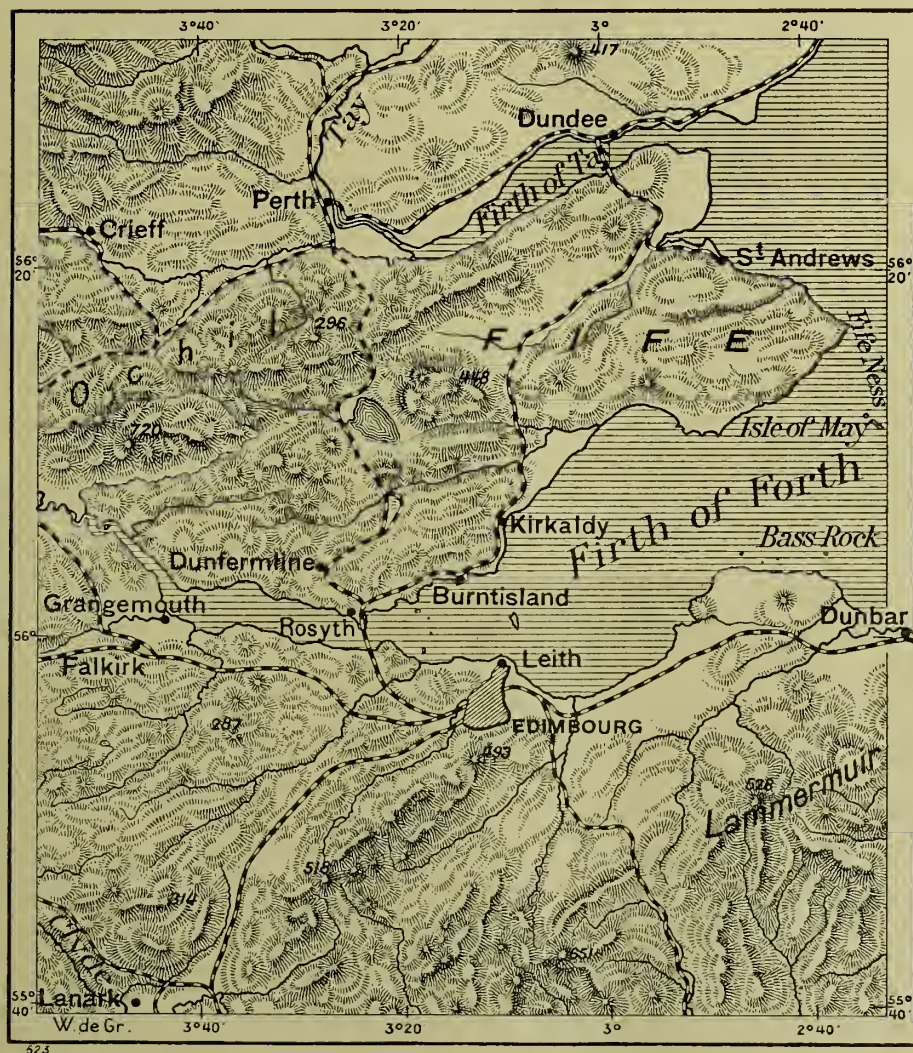 3°40' 3°20' 3° 2°40'
417
Tay
Dundee
Firth of Tay
Perth
Crieff
56° 20'
St Andrews
56° 20'
296
Ochil
FIFE
Fife Ness
448
720
Isle of May
Firth of Forth
Kirkaldy
Bass Rock
Dunfermline
Burntisland
Grangemouth
Rosyth
Dunbar
56°
56°
Falkirk
Leith
287
EDIMBOURG
493
Lammermuir
528
518
314
651
Clyde
Lanark
55° 40'
55° 40'
W. de Gr.
3°40' 3°20' 3° 2°40'
523